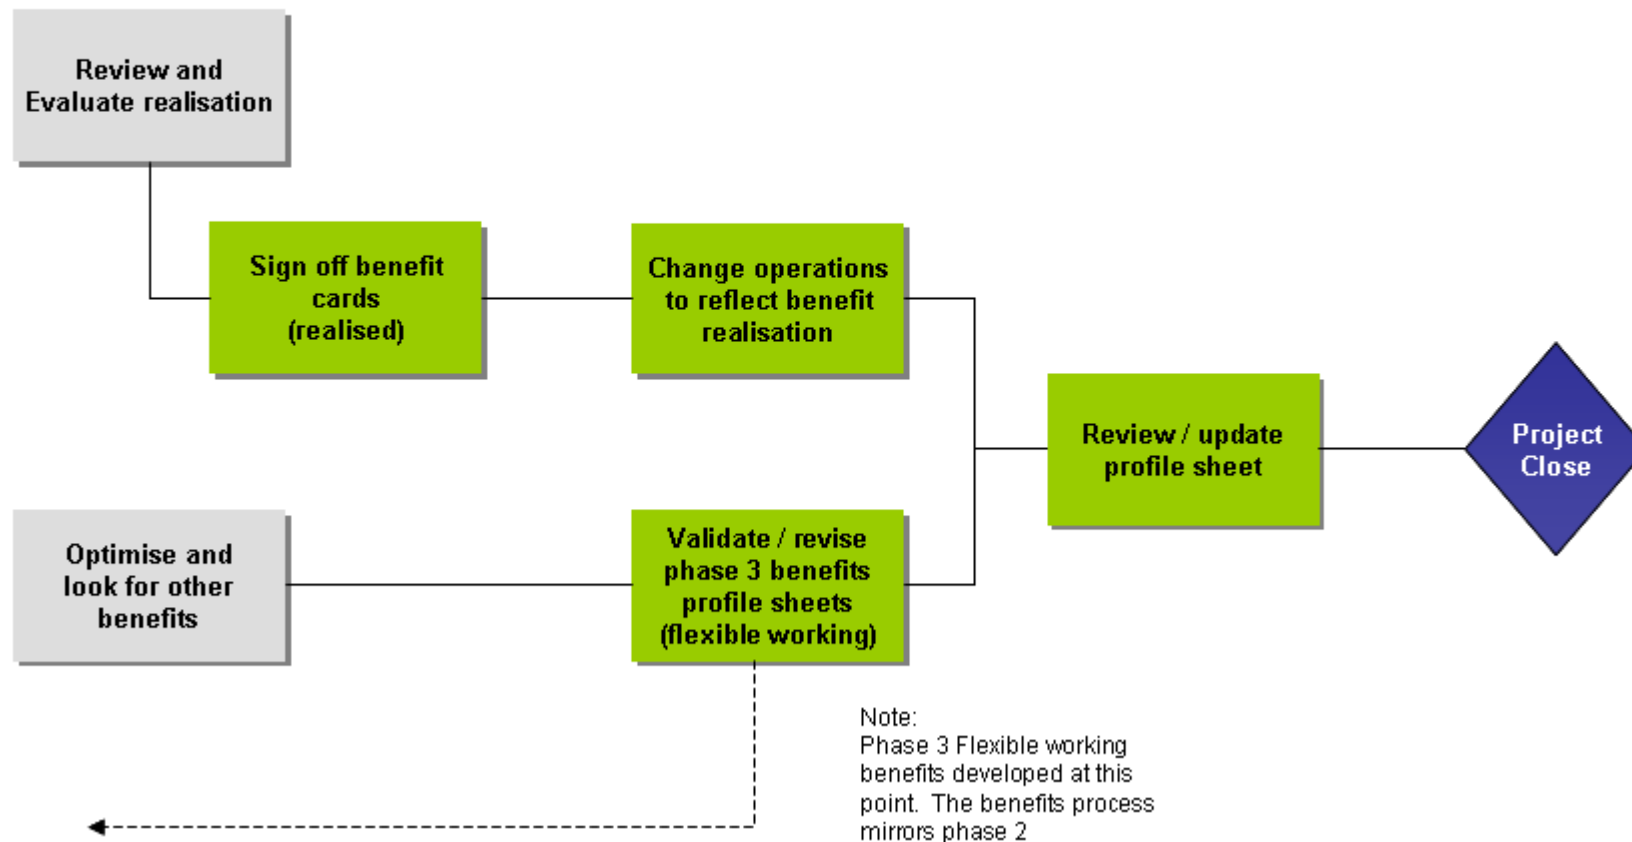 Review and
Evaluate realisation
Sign off benefit
cards
(realised)
Change operations
to reflect benefit
realisation
Review / update
profile sheet
Project
Close
Optimise and
look for other
benefits
Validate / revise
phase 3 benefits
profile sheets
(flexible working)
Note:
Phase 3 Flexible working
benefits developed at this
point.  The benefits process
mirrors phase 2